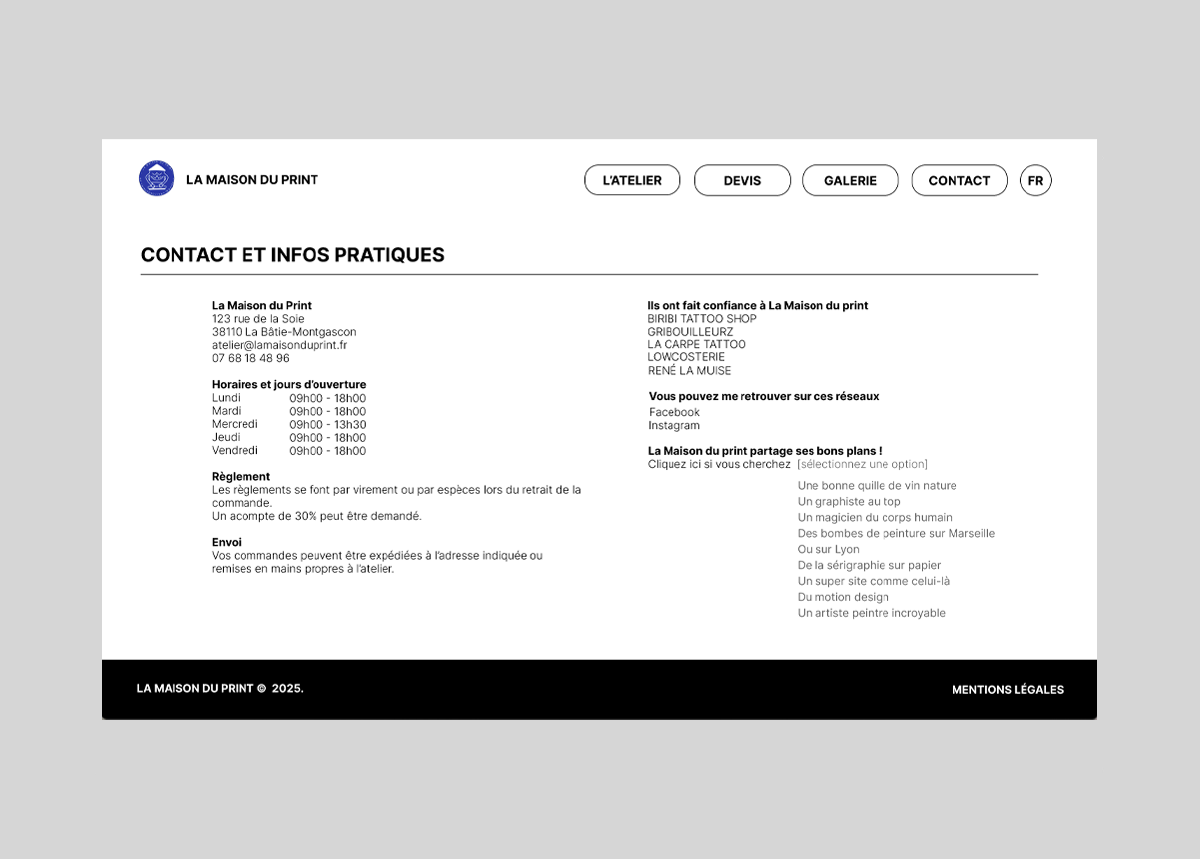 LA MAISON DU PRINT
L'ATELIER
DEVIS
GALERIE
CONTACT
FR
CONTACT ET INFOS PRATIQUES
La Maison du Print
123 rue de la Soie
38110 La Bâtie-Montgascon
atelier@lamaisonduprint.fr
07 68 18 48 96
Horaires et jours d'ouverture
Lundi 09h00 - 18h00
Mardi 09h00 - 18h00
Mercredi 09h00 - 13h30
Jeudi 09h00 - 18h00
Vendredi 09h00 - 18h00
Règlement
Les règlements se font par virement ou par espèces lors du retrait de la
commande.
Un acompte de 30% peut être demandé.
Envoi
Vos commandes peuvent être expédiées à l'adresse indiquée ou
remises en mains propres à l'atelier.
Ils ont fait confiance à La Maison du print
BIRIBI TATTOO SHOP
GRIBOUILLEURZ
LA CARPE TATTOO
LOWCOSTERIE
RENÉ LA MUISE
Vous pouvez me retrouver sur ces réseaux
Facebook
Instagram
La Maison du print partage ses bons plans !
Cliquez ici si vous cherchez [sélectionnez une option]
Une bonne quille de vin nature
Un graphiste au top
Un magicien du corps humain
Des bombes de peinture sur Marseille
Ou sur Lyon
De la sérigraphie sur papier
Un super site comme celui-là
Du motion design
Un artiste peintre incroyable
LA MAISON DU PRINT © 2025.
MENTIONS LÉGALES